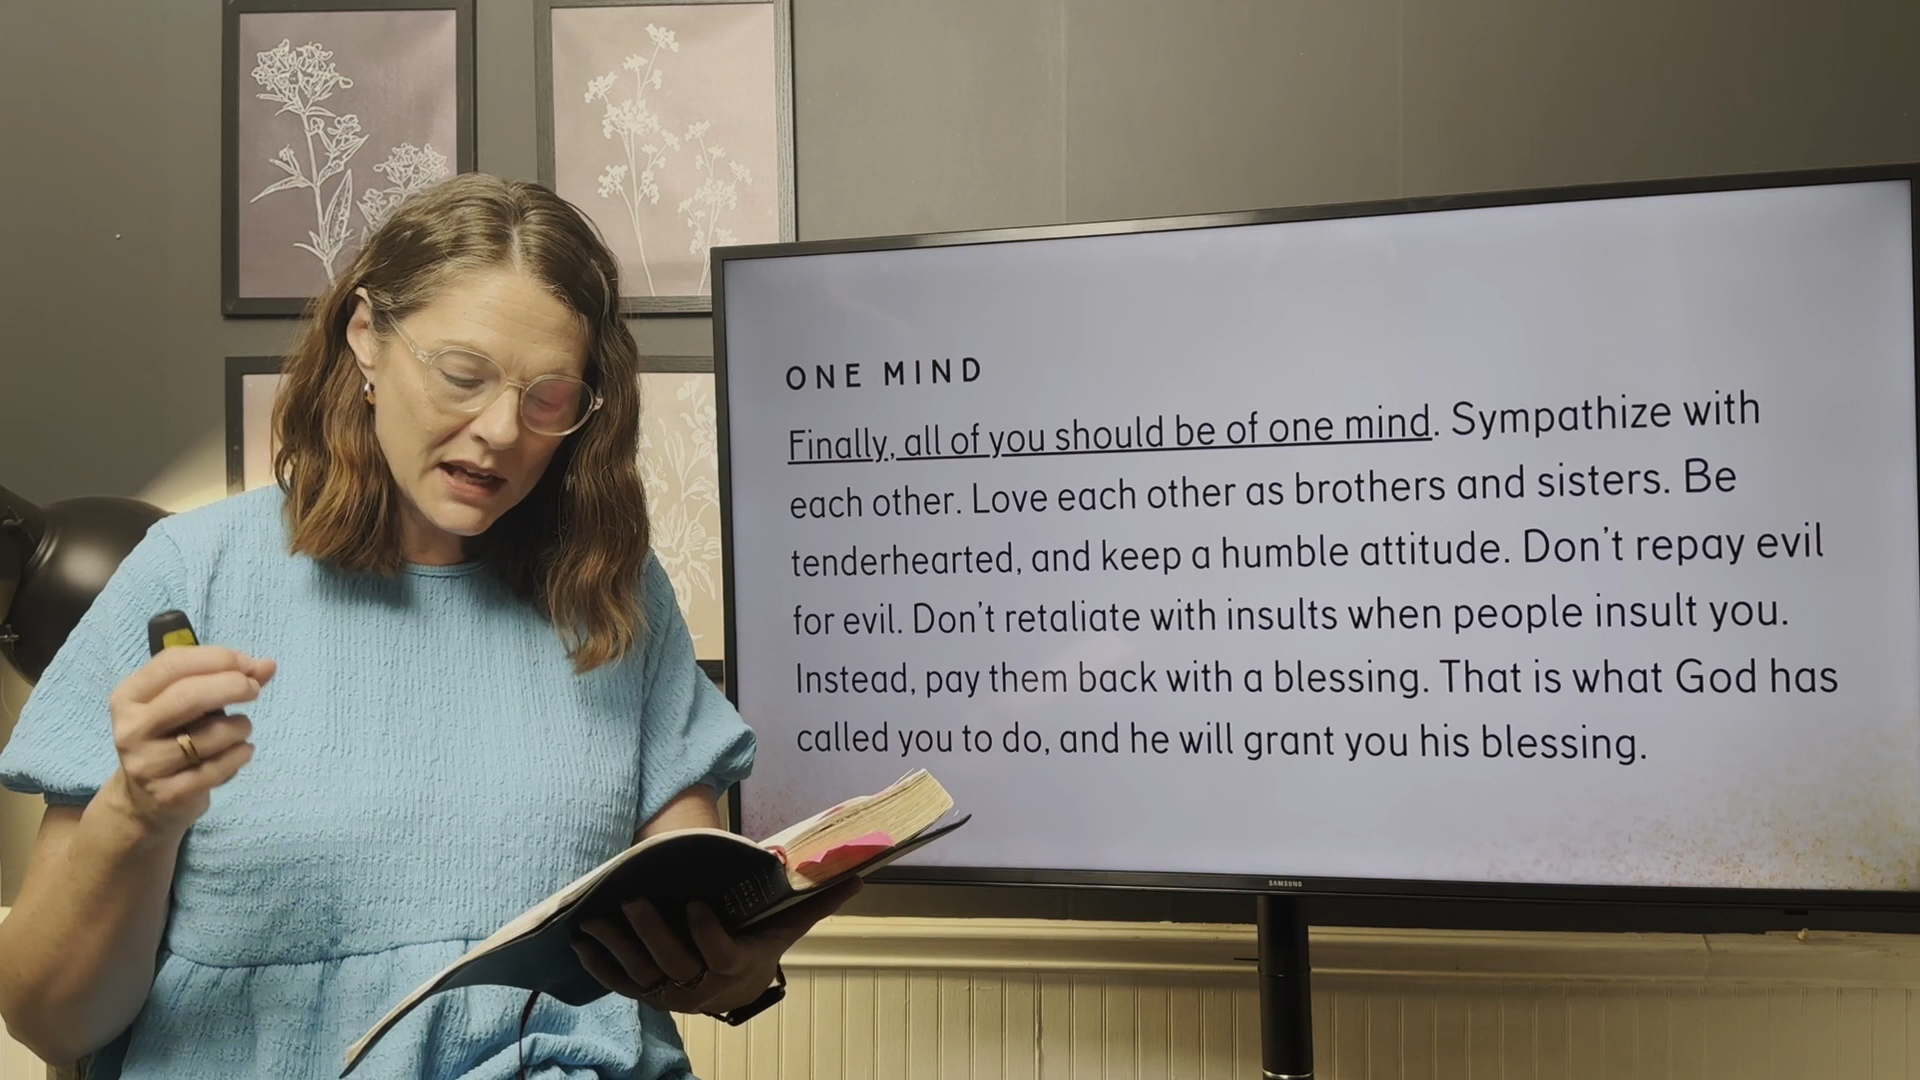 ONE MIND
Finally, all of you should be of one mind. Sympathize with
each other. Love each other as brothers and sisters. Be
tenderhearted, and keep a humble attitude. Don't repay evil
for evil. Don't retaliate with insults when people insult you.
Instead, pay them back with a blessing. That is what God has
called you to do, and he will grant you his blessing.
SAMSUNG